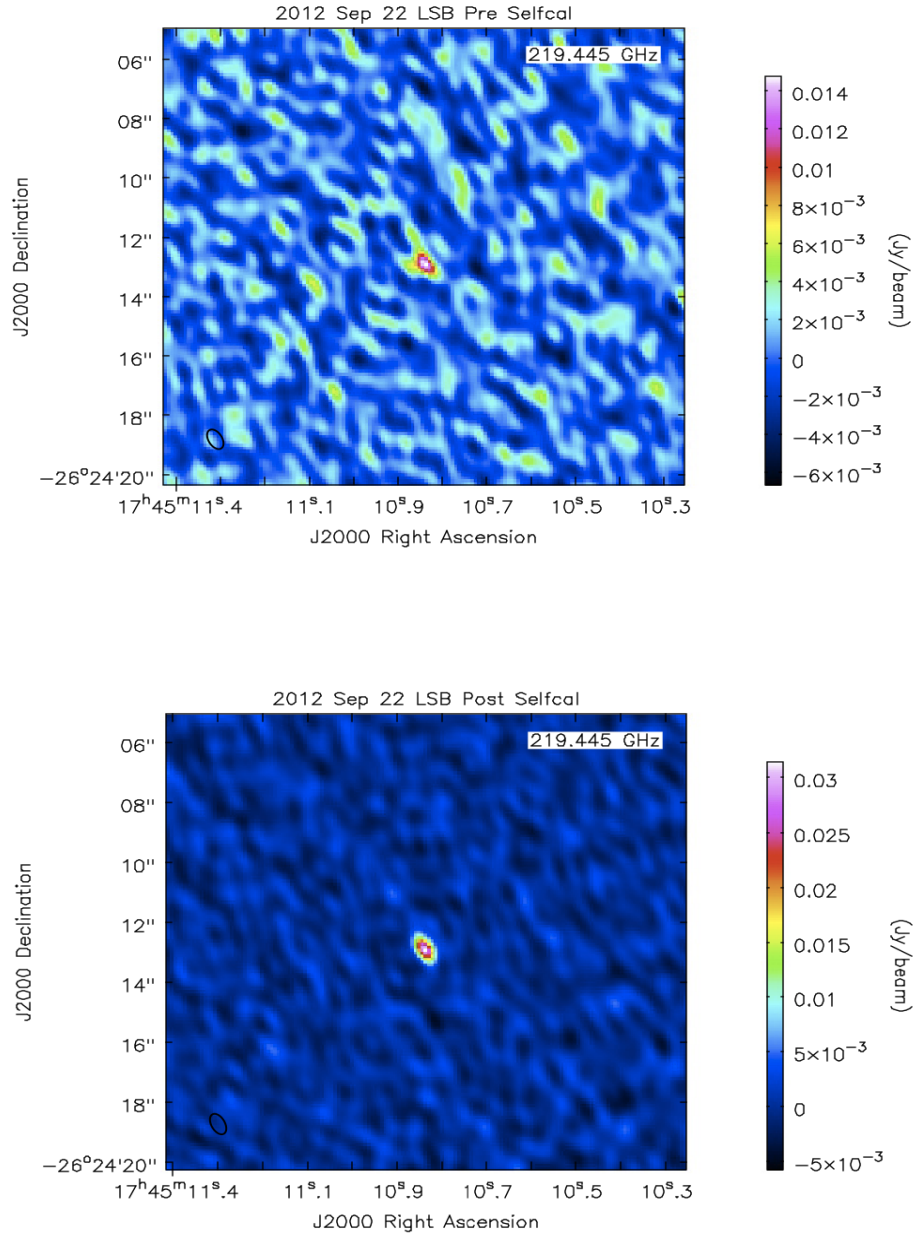 2012 Sep 22 LSB Pre Selfcal
219.445 GHz
06"
08"
10"
12"
14"
16"
18"
−26°24'20"
17ʰ45ᵐ11ˢ.4 11ˢ.1 10ˢ.9 10ˢ.7 10ˢ.5 10ˢ.3
J2000 Right Ascension
J2000 Declination
0.014
0.012
0.01
8×10⁻³
6×10⁻³
4×10⁻³
2×10⁻³
0
−2×10⁻³
−4×10⁻³
−6×10⁻³
(Jy/beam)
2012 Sep 22 LSB Post Selfcal
219.445 GHz
06"
08"
10"
12"
14"
16"
18"
−26°24'20"
17ʰ45ᵐ11ˢ.4 11ˢ.1 10ˢ.9 10ˢ.7 10ˢ.5 10ˢ.3
J2000 Right Ascension
J2000 Declination
0.03
0.025
0.02
0.015
0.01
5×10⁻³
0
−5×10⁻³
(Jy/beam)